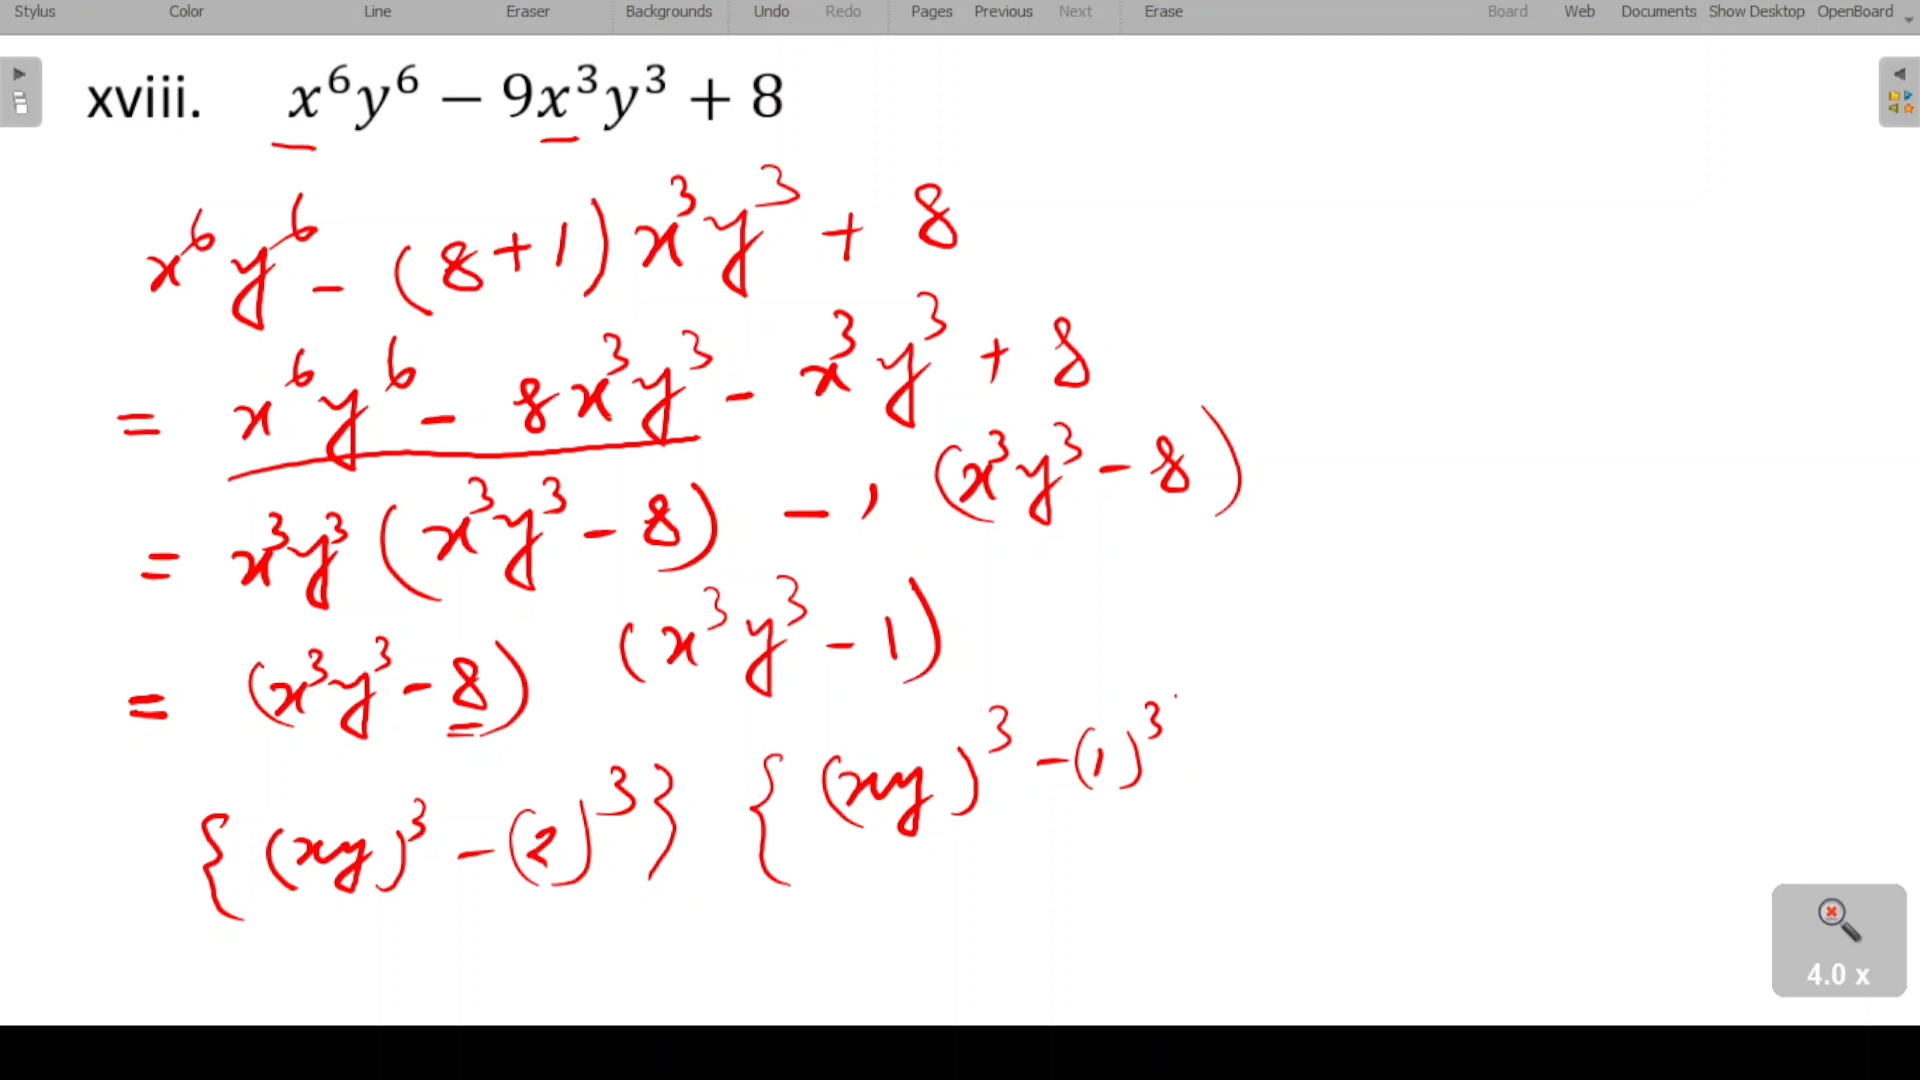 Stylus Color Line Eraser Backgrounds Undo Redo Pages Previous Next Erase Board Web Documents Show Desktop OpenBoard
xviii. x⁶y⁶ − 9x³y³ + 8
x⁶y⁶ - (8+1) x³y³ + 8
= x⁶y⁶ - 8x³y³ - x³y³ + 8
= x³y³ (x³y³ - 8) - 1 (x³y³ - 8)
= (x³y³ - 8) (x³y³ - 1)
{ (xy)³ - (2)³ } { (xy)³ - (1)³
4.0 x